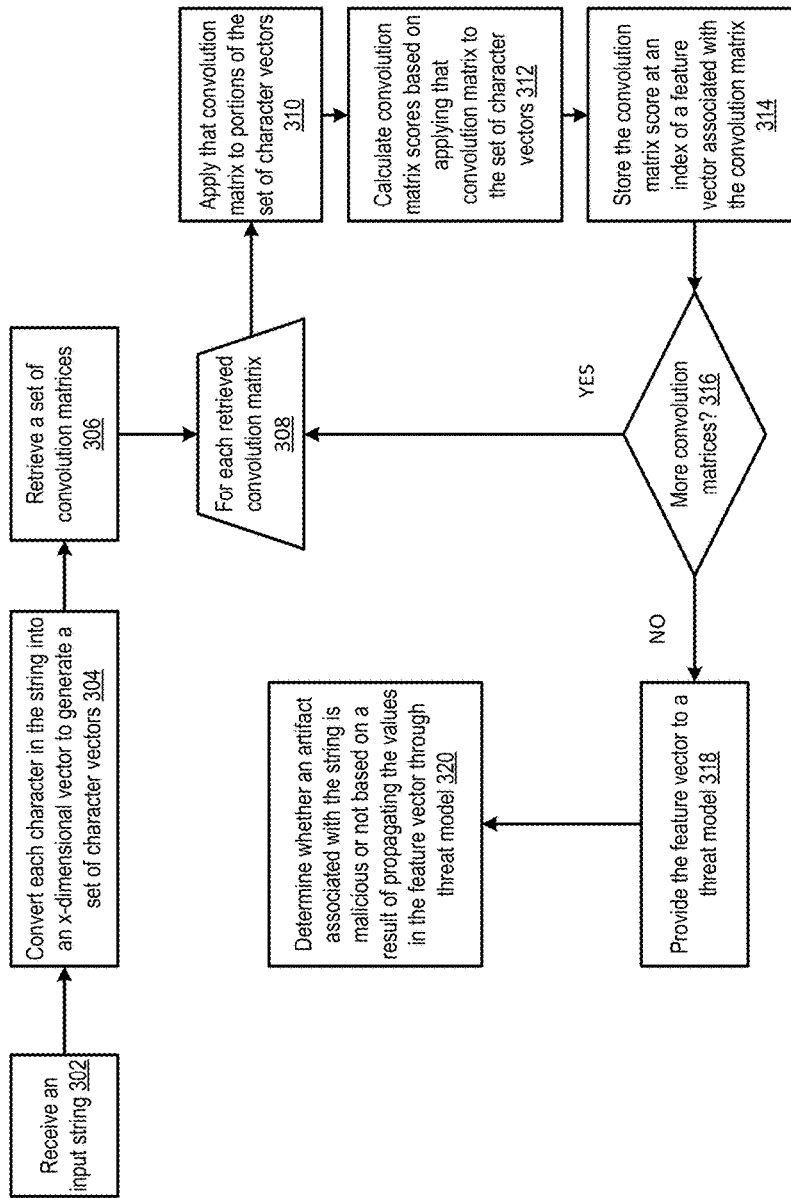 Receive an
input string 302
Convert each character in the string into
an x-dimensional vector to generate a
set of character vectors 304
Retrieve a set of
convolution matrices
306
For each retrieved
convolution matrix
308
Apply that convolution
matrix to portions of the
set of character vectors
310
Calculate convolution
matrix scores based on
applying that
convolution matrix to
the set of character
vectors 312
Store the convolution
matrix score at an
index of a feature
vector associated with
the convolution matrix
314
More convolution
matrices? 316
YES
NO
Provide the feature vector to a
threat model 318
Determine whether an artifact
associated with the string is
malicious or not based on a
result of propagating the values
in the feature vector through
threat model 320